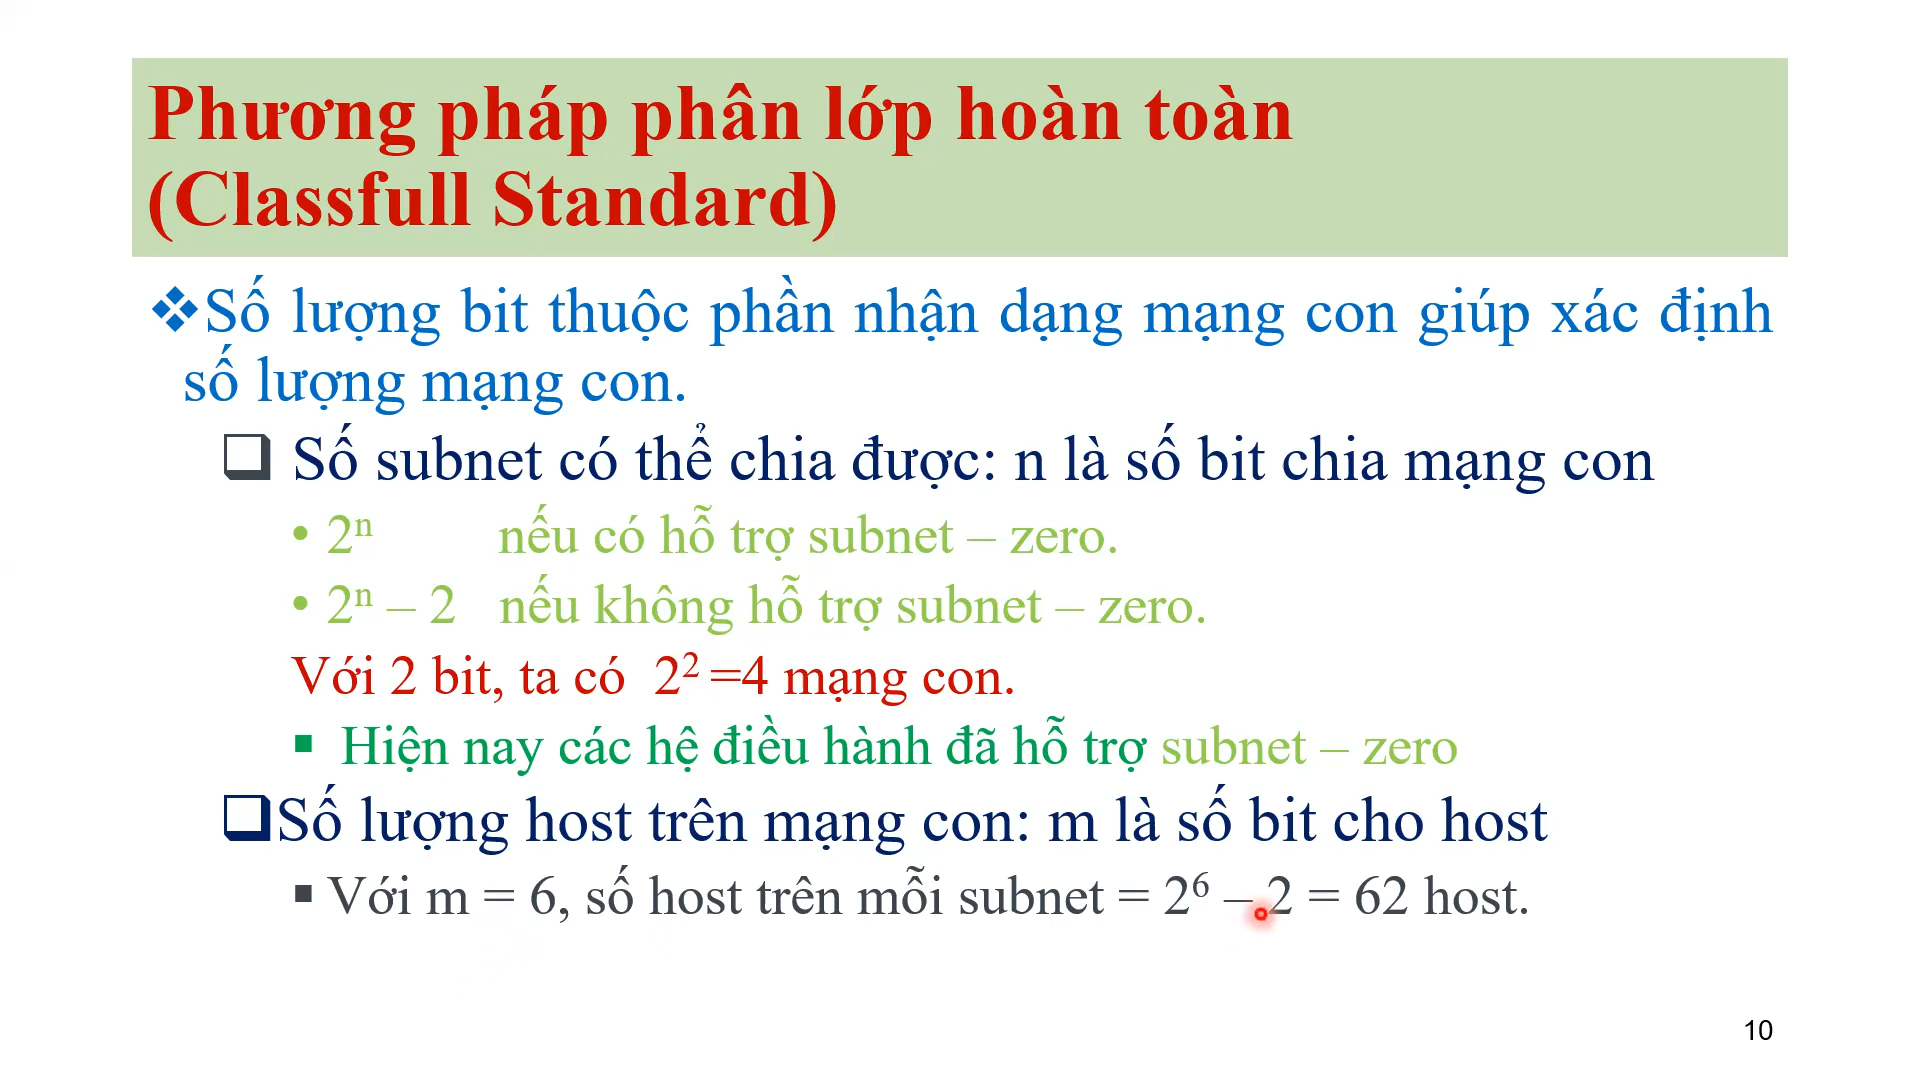 Phương pháp phân lớp hoàn toàn
(Classfull Standard)
❖Số lượng bit thuộc phần nhận dạng mạng con giúp xác định
số lượng mạng con.
❑ Số subnet có thể chia được: n là số bit chia mạng con
• 2ⁿ nếu có hỗ trợ subnet – zero.
• 2ⁿ – 2 nếu không hỗ trợ subnet – zero.
Với 2 bit, ta có 2² =4 mạng con.
▪ Hiện nay các hệ điều hành đã hỗ trợ subnet – zero
❑Số lượng host trên mạng con: m là số bit cho host
▪ Với m = 6, số host trên mỗi subnet = 2⁶ – 2 = 62 host.
10